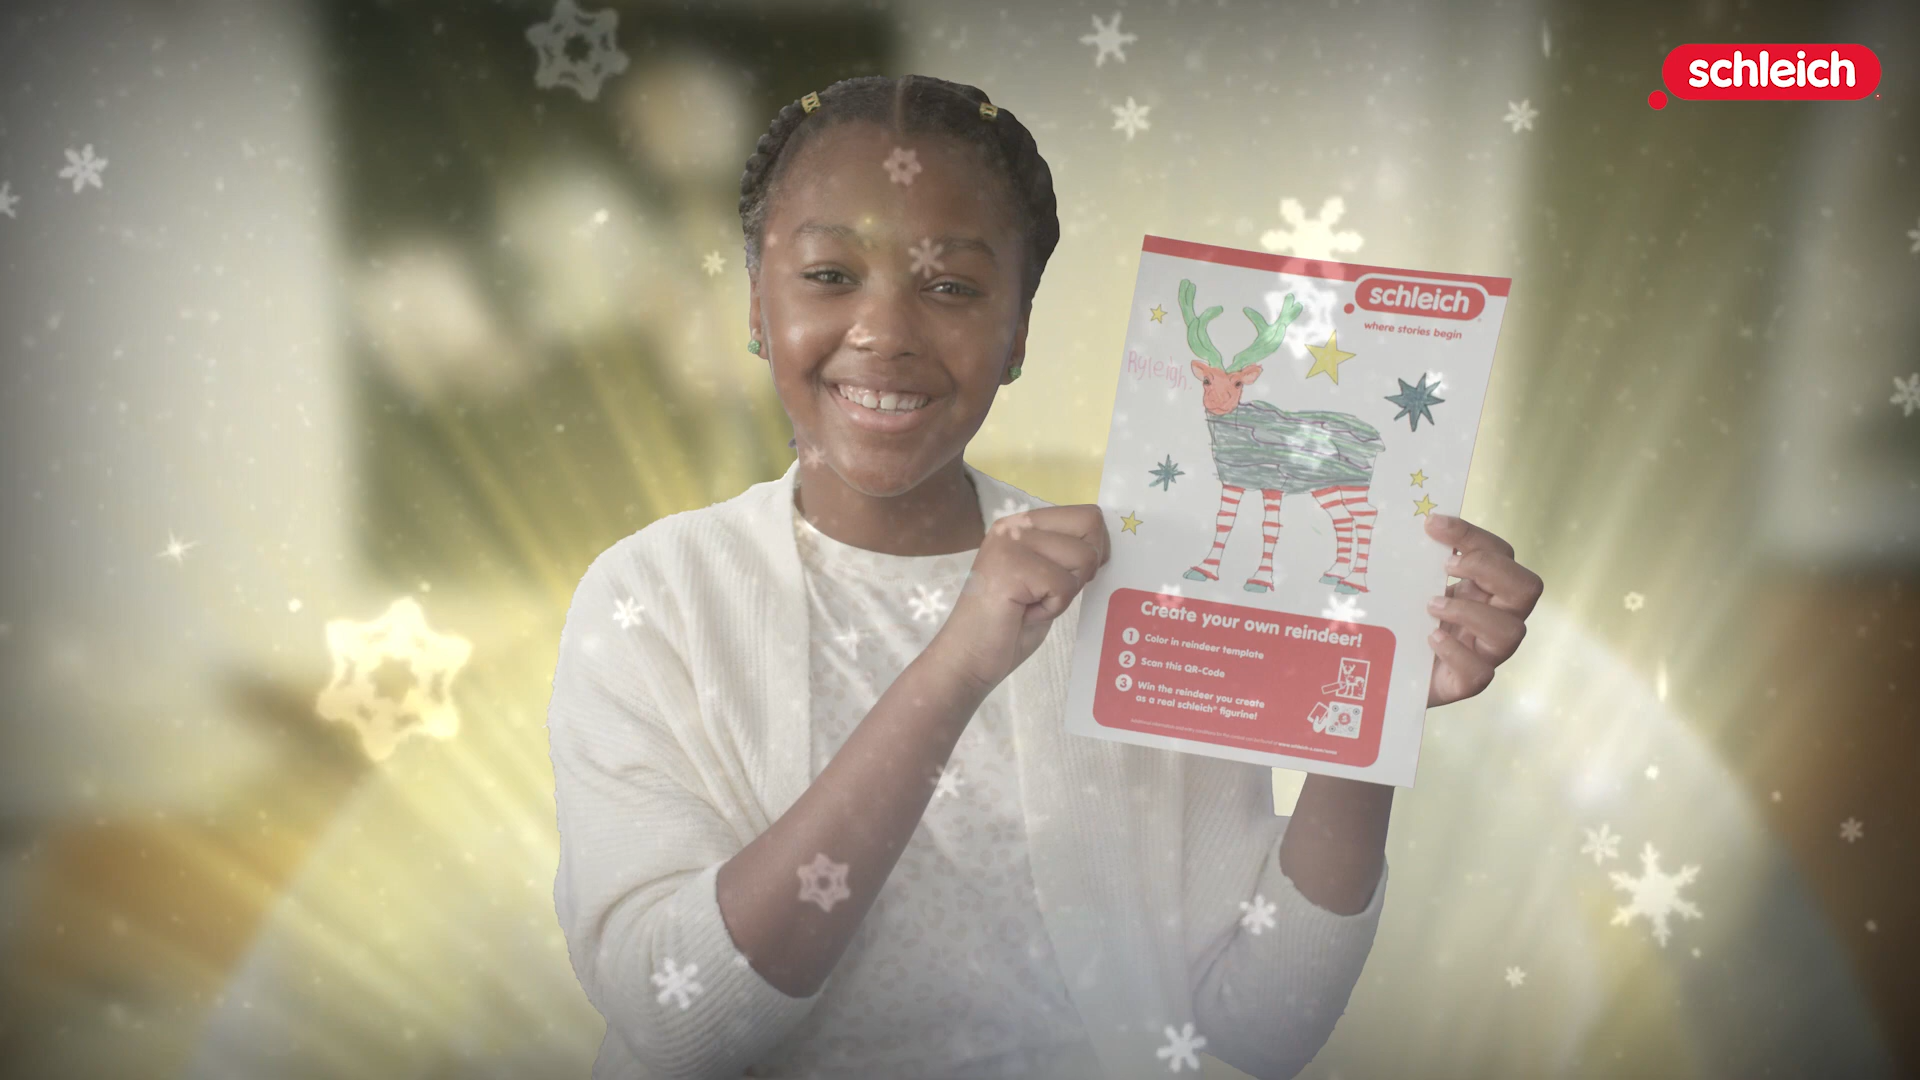 schleich
schleich
where stories begin
Ryleigh.
Create your own reindeer!
1 Color in reindeer template
2 Scan this QR-Code
3 Win the reindeer you create
as a real schleich® figurine!